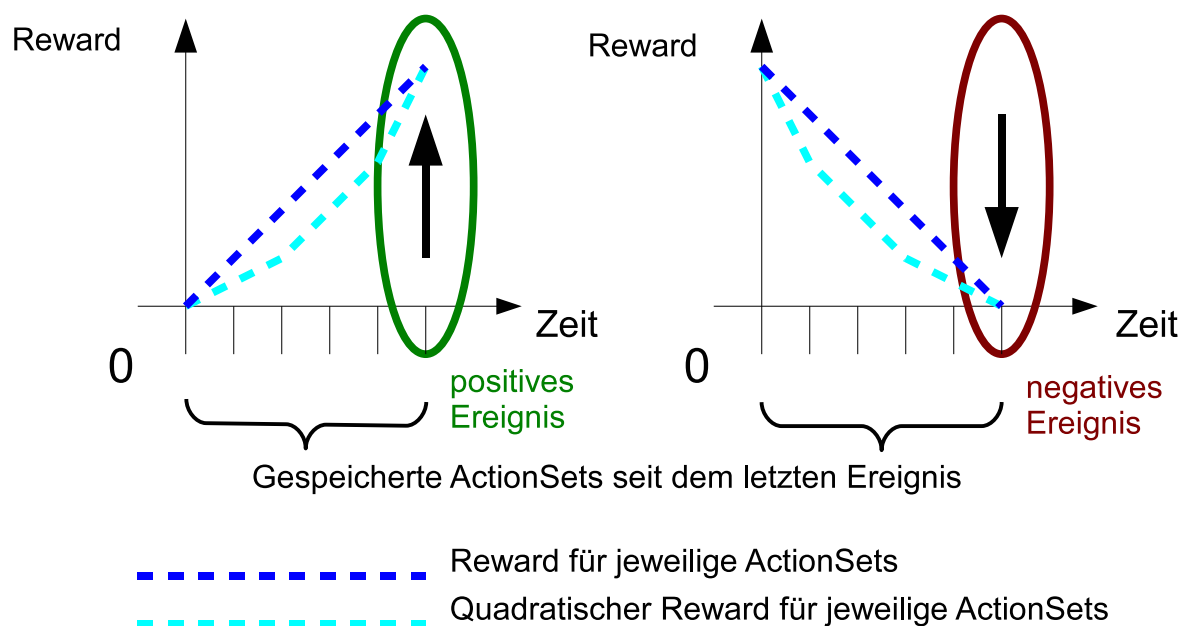 Reward
Zeit
0
positives
Ereignis
Reward
Zeit
0
negatives
Ereignis
Gespeicherte ActionSets seit dem letzten Ereignis
Reward für jeweilige ActionSets
Quadratischer Reward für jeweilige ActionSets